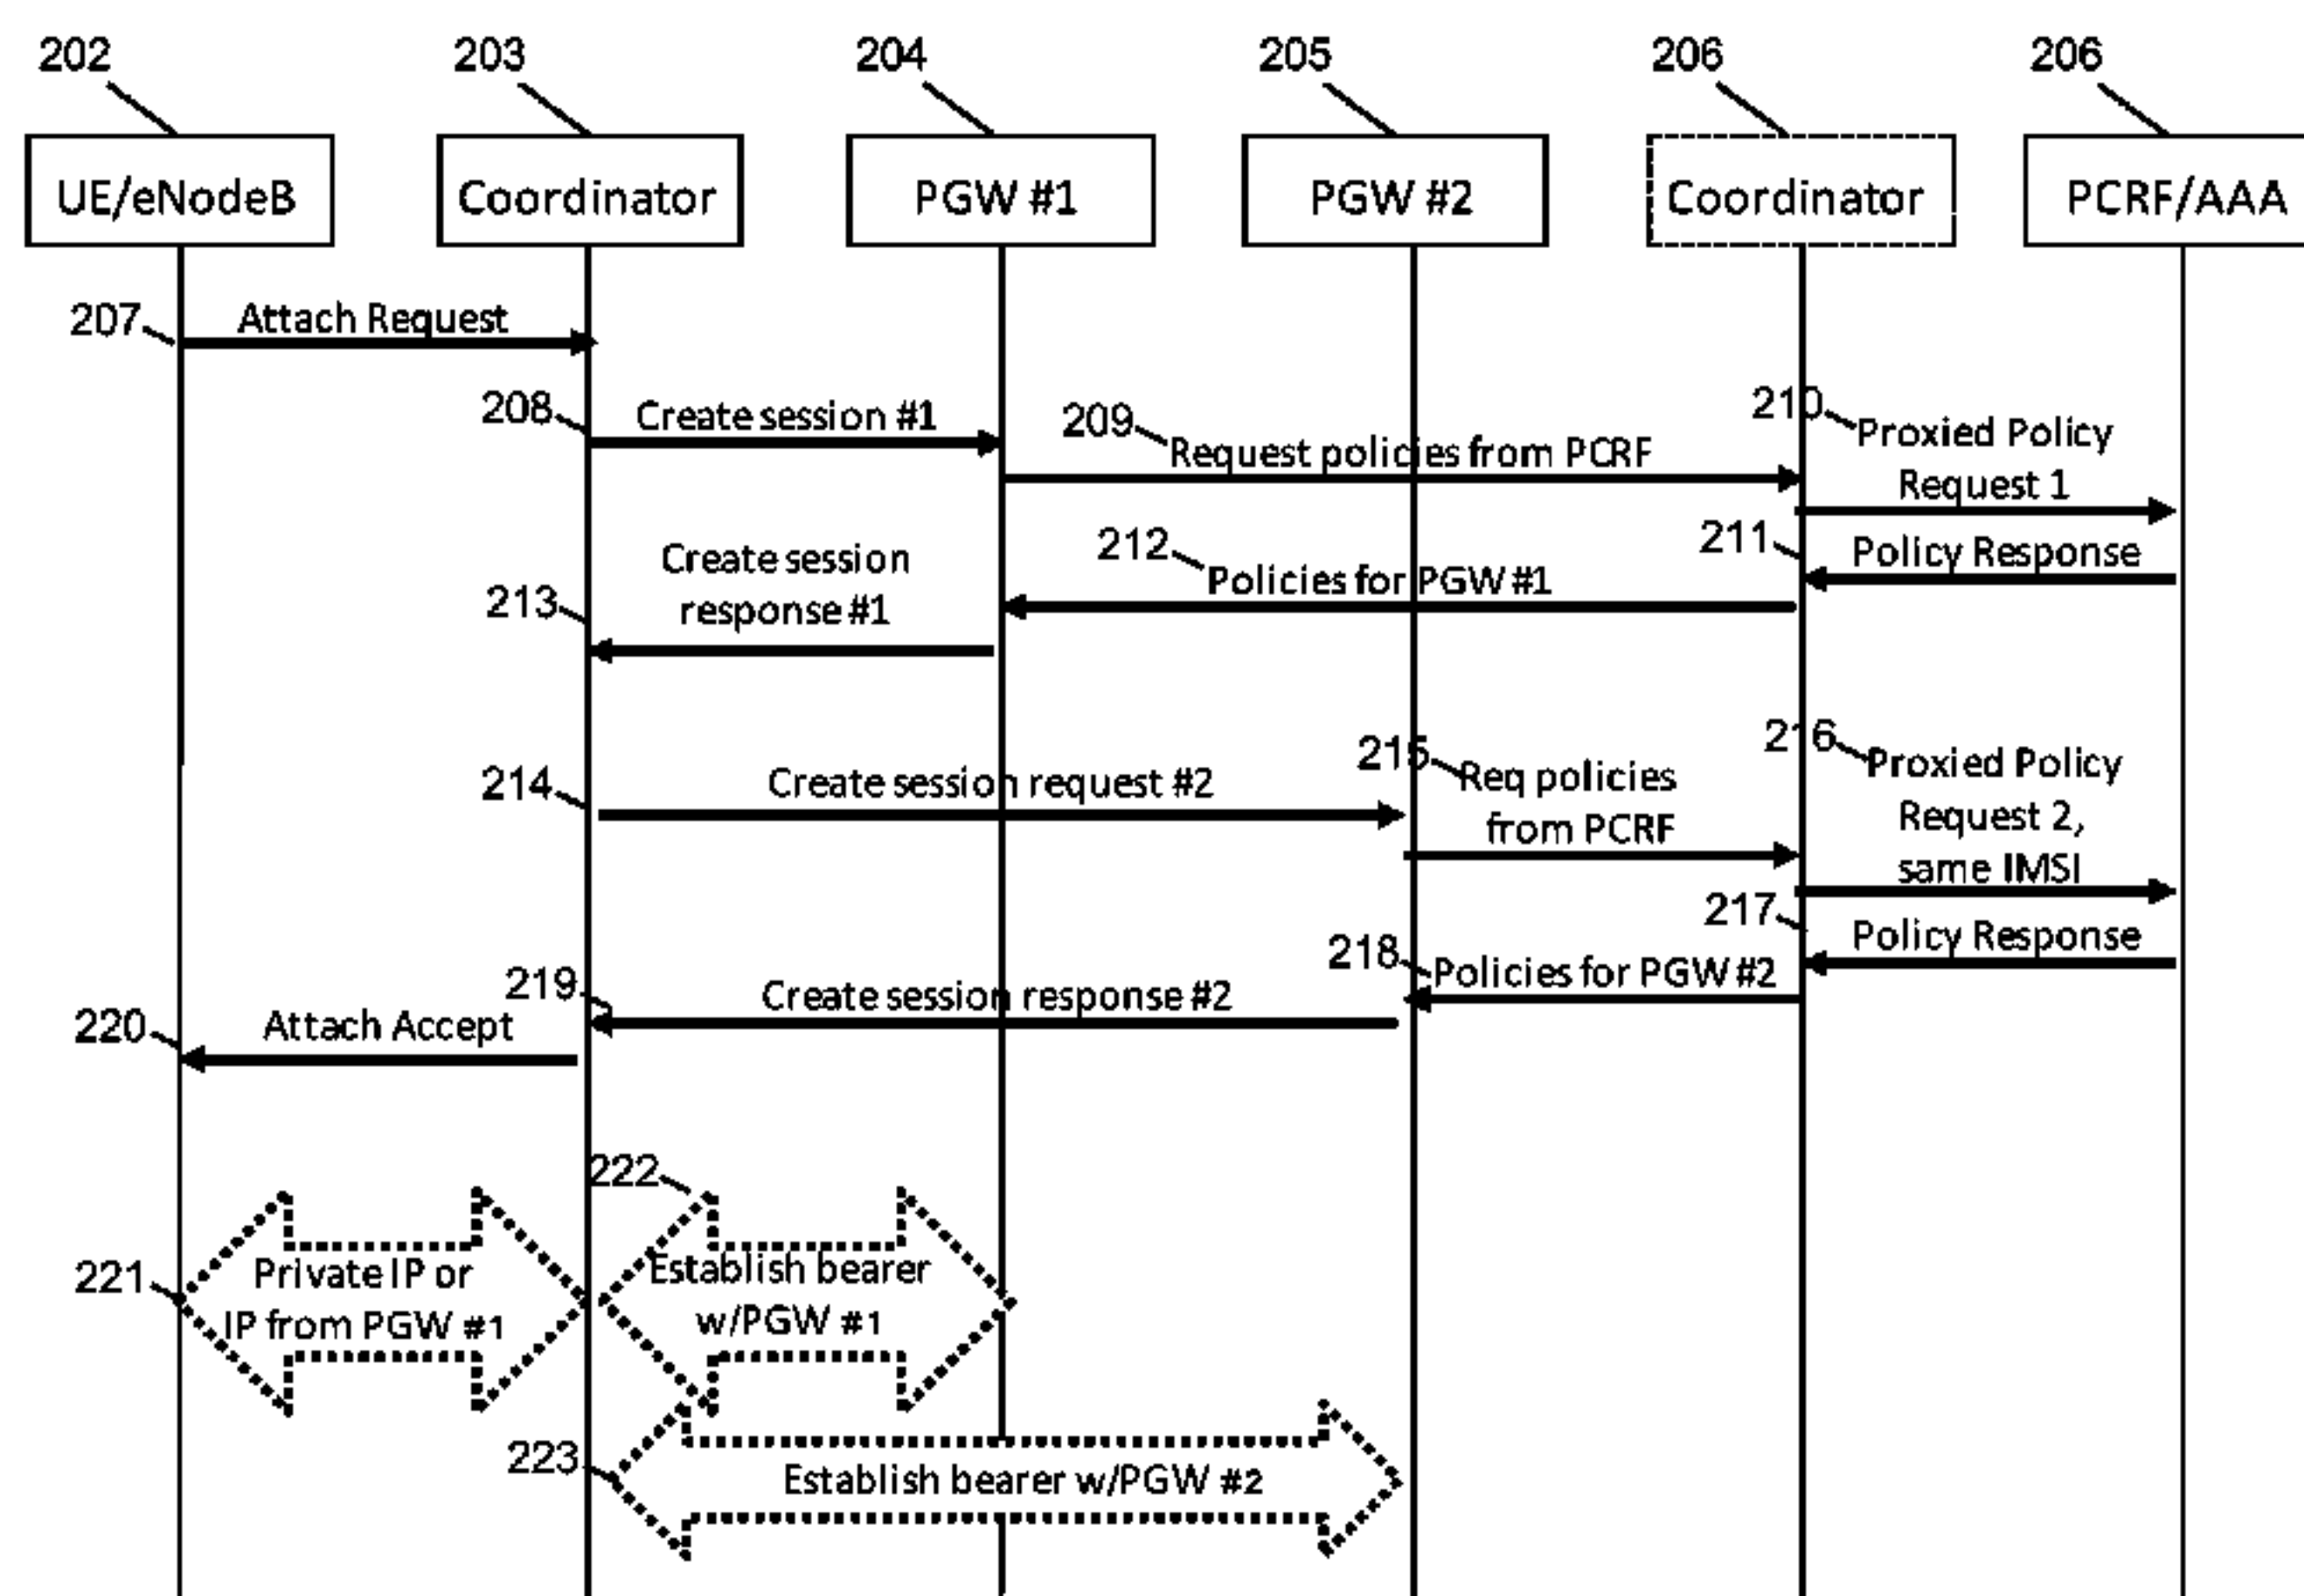 202
203
204
205
206
206
UE/eNodeB
Coordinator
PGW #1
PGW #2
Coordinator
PCRF/AAA
207
Attach Request
208
Create session #1
209
Request policies from PCRF
210
Proxied Policy
Request 1
211
Policy Response
212
Policies for PGW #1
213
Create session
response #1
214
Create session request #2
215
Req policies
from PCRF
216
Proxied Policy
Request 2,
same IMSI
217
Policy Response
218
Policies for PGW #2
219
Create session response #2
220
Attach Accept
221
Private IP or
IP from PGW #1
222
Establish bearer
w/PGW #1
223
Establish bearer w/PGW #2